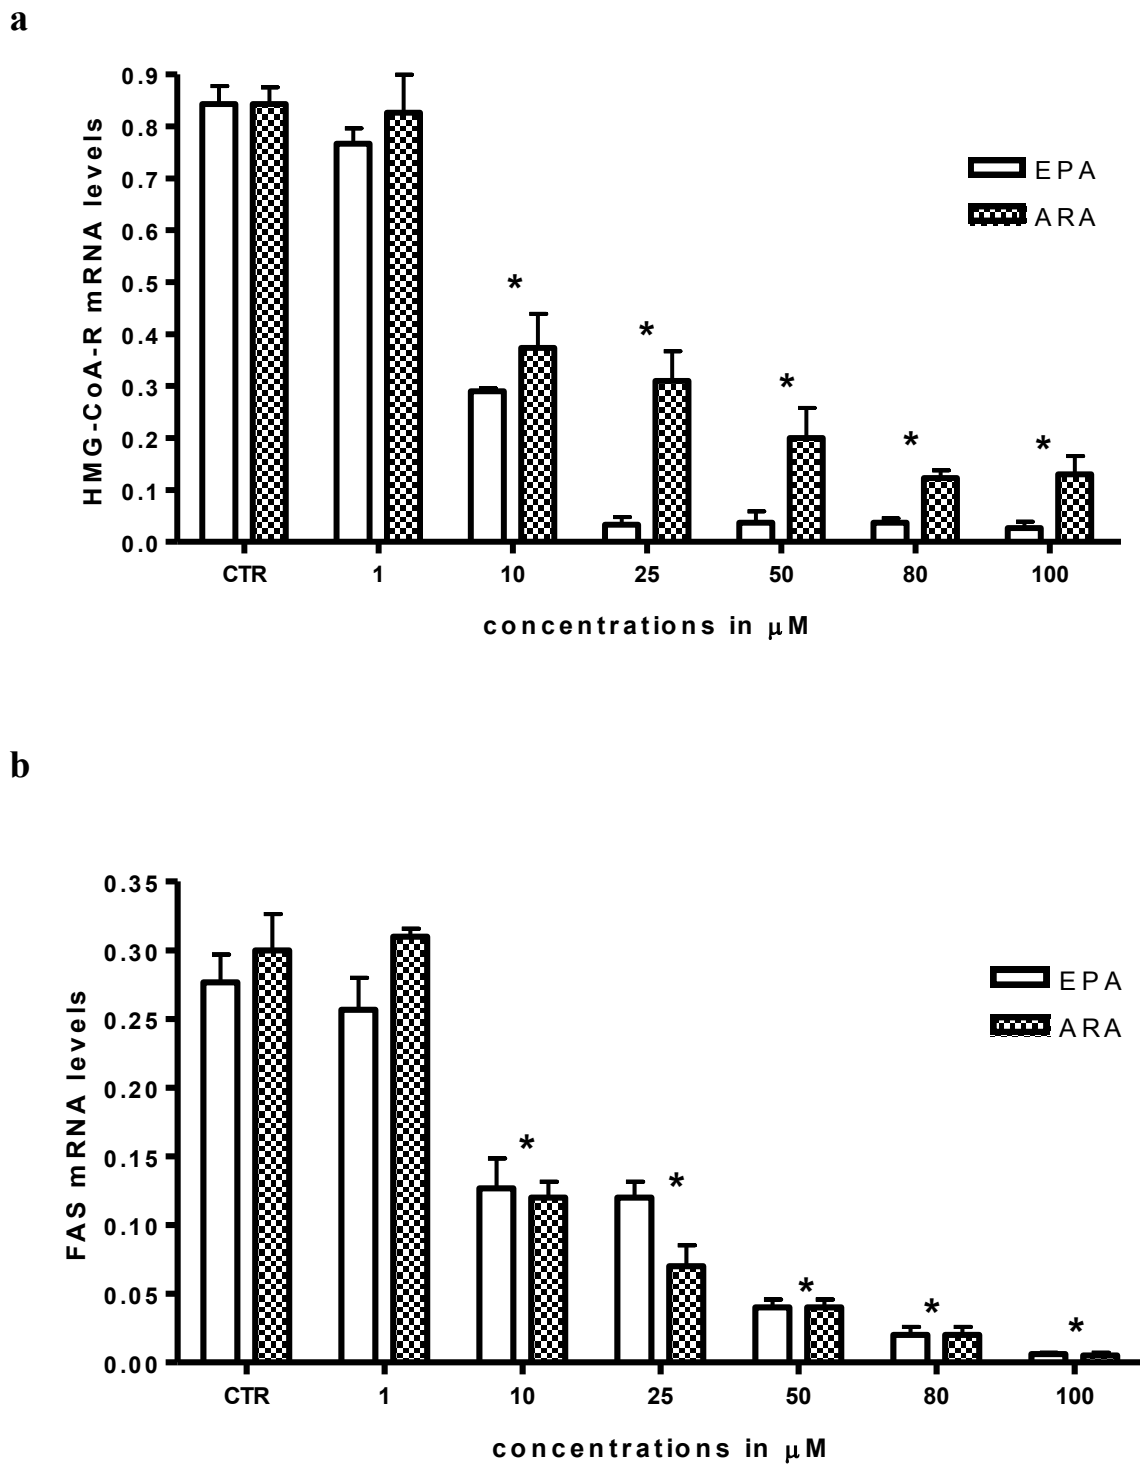 a
HMG-CoA-R mRNA levels
0.9
0.8
0.7
0.6
0.5
0.4
0.3
0.2
0.1
0.0
EPA
ARA
*
*
*
*
*
CTR 1 10 25 50 80 100
concentrations in μM
b
FAS mRNA levels
0.35
0.30
0.25
0.20
0.15
0.10
0.05
0.00
EPA
ARA
*
*
*
*
*
CTR 1 10 25 50 80 100
concentrations in μM